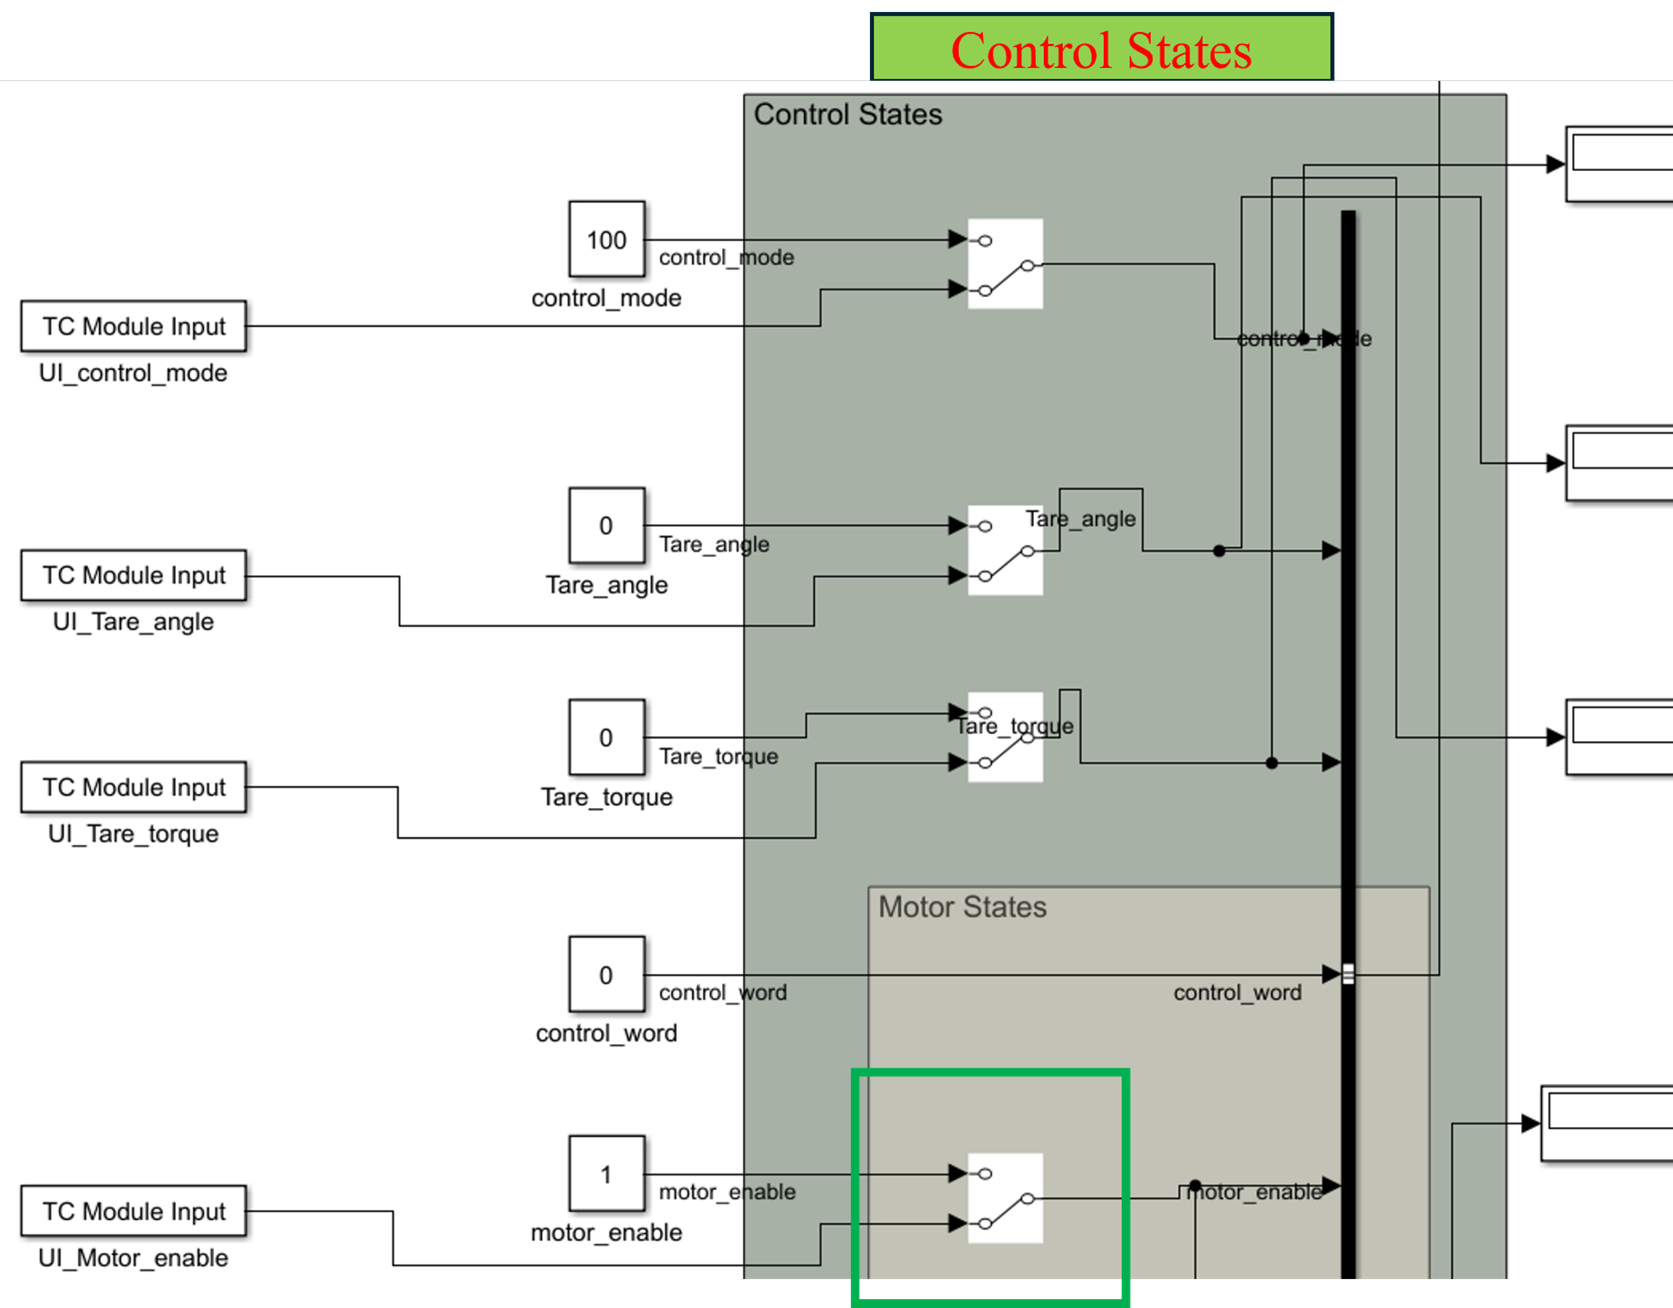 Control States
Control States
100
control_mode
control_mode
TC Module Input
UI_control_mode
control_mode
0
Tare_angle
Tare_angle
Tare_angle
TC Module Input
UI_Tare_angle
0
Tare_torque
Tare_torque
Tare_torque
TC Module Input
UI_Tare_torque
Motor States
0
control_word
control_word
control_word
1
motor_enable
motor_enable
motor_enable
TC Module Input
UI_Motor_enable